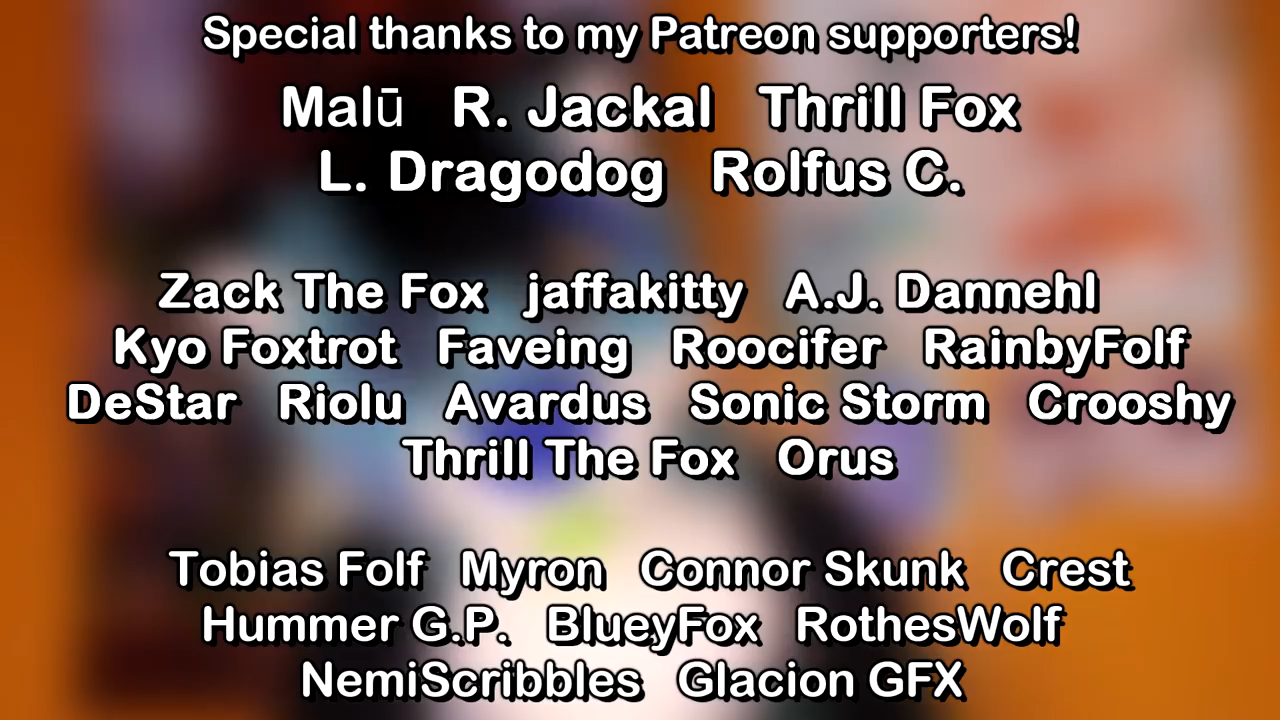 Special thanks to my Patreon supporters!
Malū R. Jackal Thrill Fox
L. Dragodog Rolfus C.
Zack The Fox jaffakitty A.J. Dannehl
Kyo Foxtrot Faveing Roocifer RainbyFolf
DeStar Riolu Avardus Sonic Storm Crooshy
Thrill The Fox Orus
Tobias Folf Myron Connor Skunk Crest
Hummer G.P. BlueyFox RothesWolf
NemiScribbles Glacion GFX